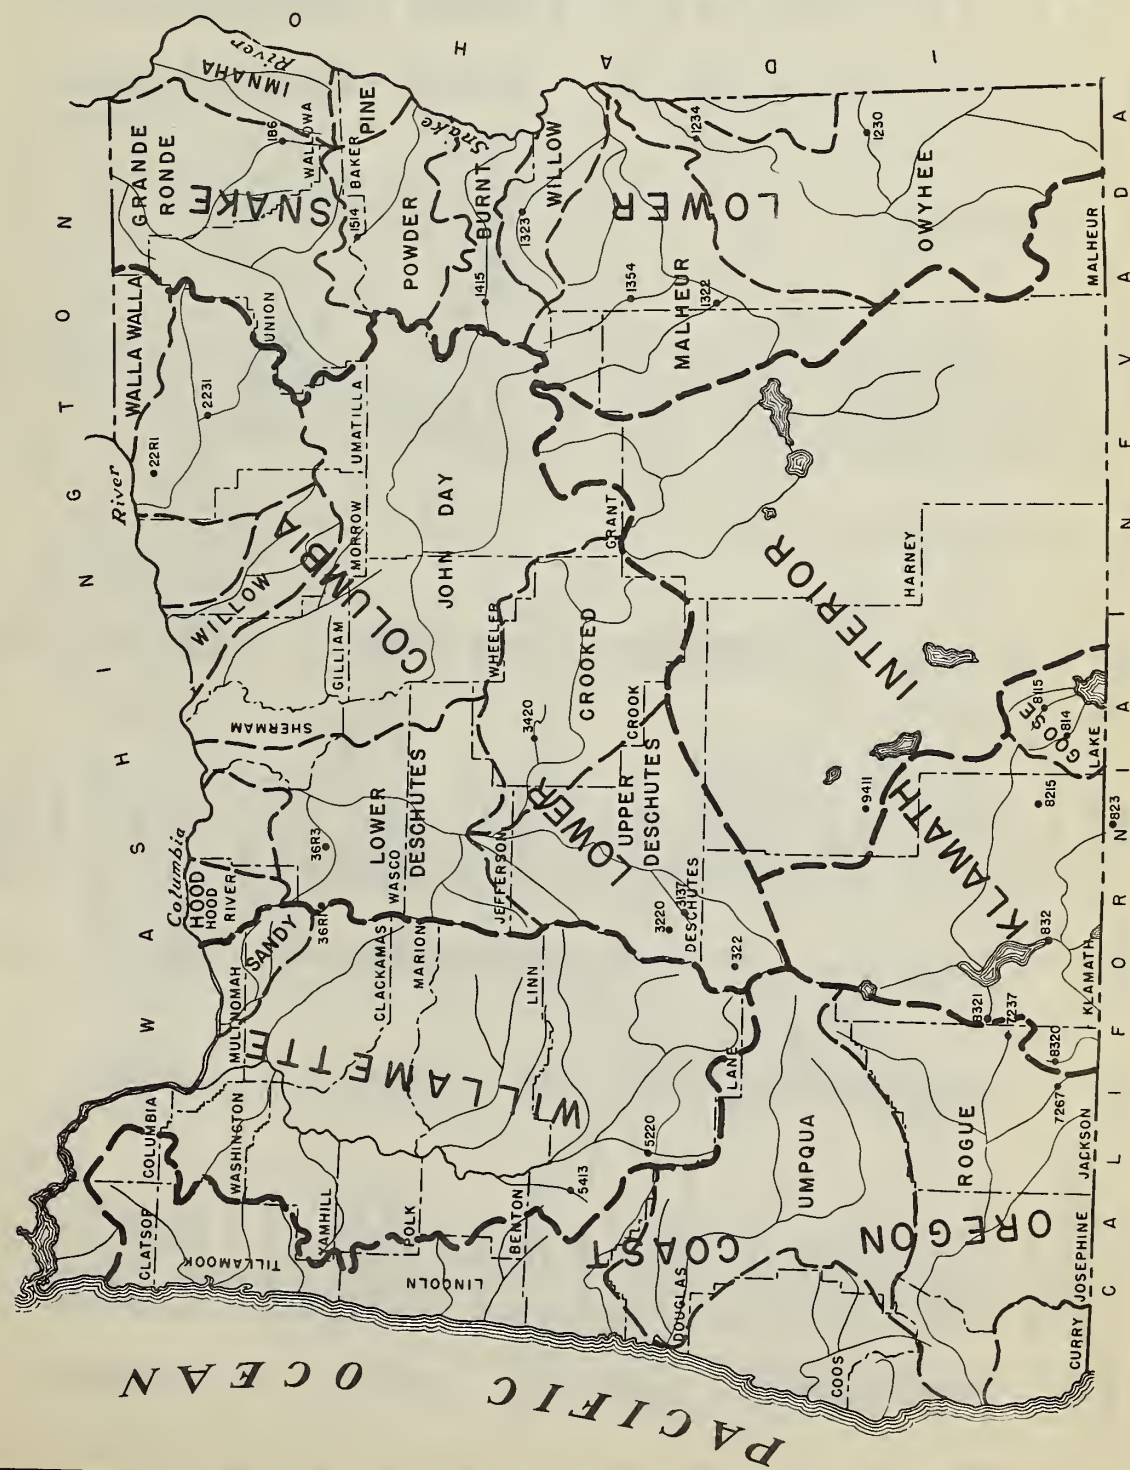 WASHINGTON
IDAHO
NEVADA
CALIFORNIA
PACIFIC OCEAN
Columbia
River
Snake
River
Snake
COLUMBIA
LOWER
SNAKE
LOWER
WILLAMETTE
OREGON
COAST
KLAMATH
INTERIOR
GOOSE
CLATSOP
COLUMBIA
TILLAMOOK
WASHINGTON
MULTNOMAH
YAMHILL
POLK
LINCOLN
BENTON
CLACKAMAS
MARION
LINN
LANE
DOUGLAS
COOS
CURRY
JOSEPHINE
JACKSON
KLAMATH
LAKE
HARNEY
MALHEUR
HOOD
HOOD
RIVER
SANDY
36R1
36R3
LOWER
DESCHUTES
WASCO
SHERMAM
GILLIAM
WILLOW
MORROW
UMATILLA
22R1
2231
WALLA WALLA
UNION
GRANDE
RONDE
186
WALLOWA
IMNAHA
PINE
BAKER
1514
POWDER
BURNT
1415
1323
WILLOW
JOHN DAY
WHEELER
GRANT
CROOKED
3420
CROOK
JEFFERSON
UPPER
DESCHUTES
DESCHUTES
3220
3137
322
MALHEUR
1354
1322
1234
1230
OWYHEE
5220
5413
UMPQUA
ROGUE
7237
7267
8320
8321
832
823
8215
814
8115
9411